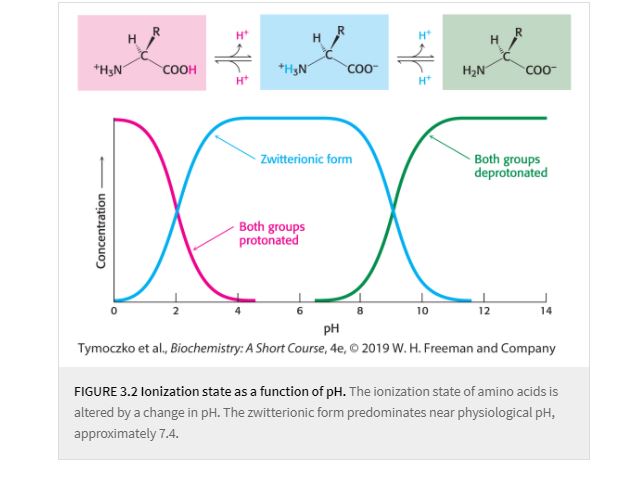 H R H⁺ H R H⁺ H R
C C C
⁺H₃N COOH ⁺H₃N COO⁻ H₂N COO⁻
H⁺ H⁺
Zwitterionic form
Both groups
deprotonated
Both groups
protonated
Concentration
0 2 4 6 8 10 12 14
pH
Tymoczko et al., Biochemistry: A Short Course, 4e, © 2019 W. H. Freeman and Company
FIGURE 3.2 Ionization state as a function of pH. The ionization state of amino acids is
altered by a change in pH. The zwitterionic form predominates near physiological pH,
approximately 7.4.